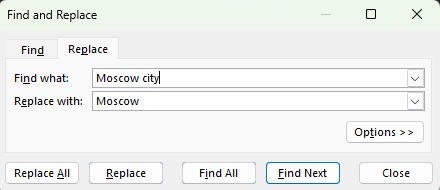 Find and Replace
Find Replace
Find what: Moscow city
Replace with: Moscow
Options >>
Replace All Replace Find All Find Next Close